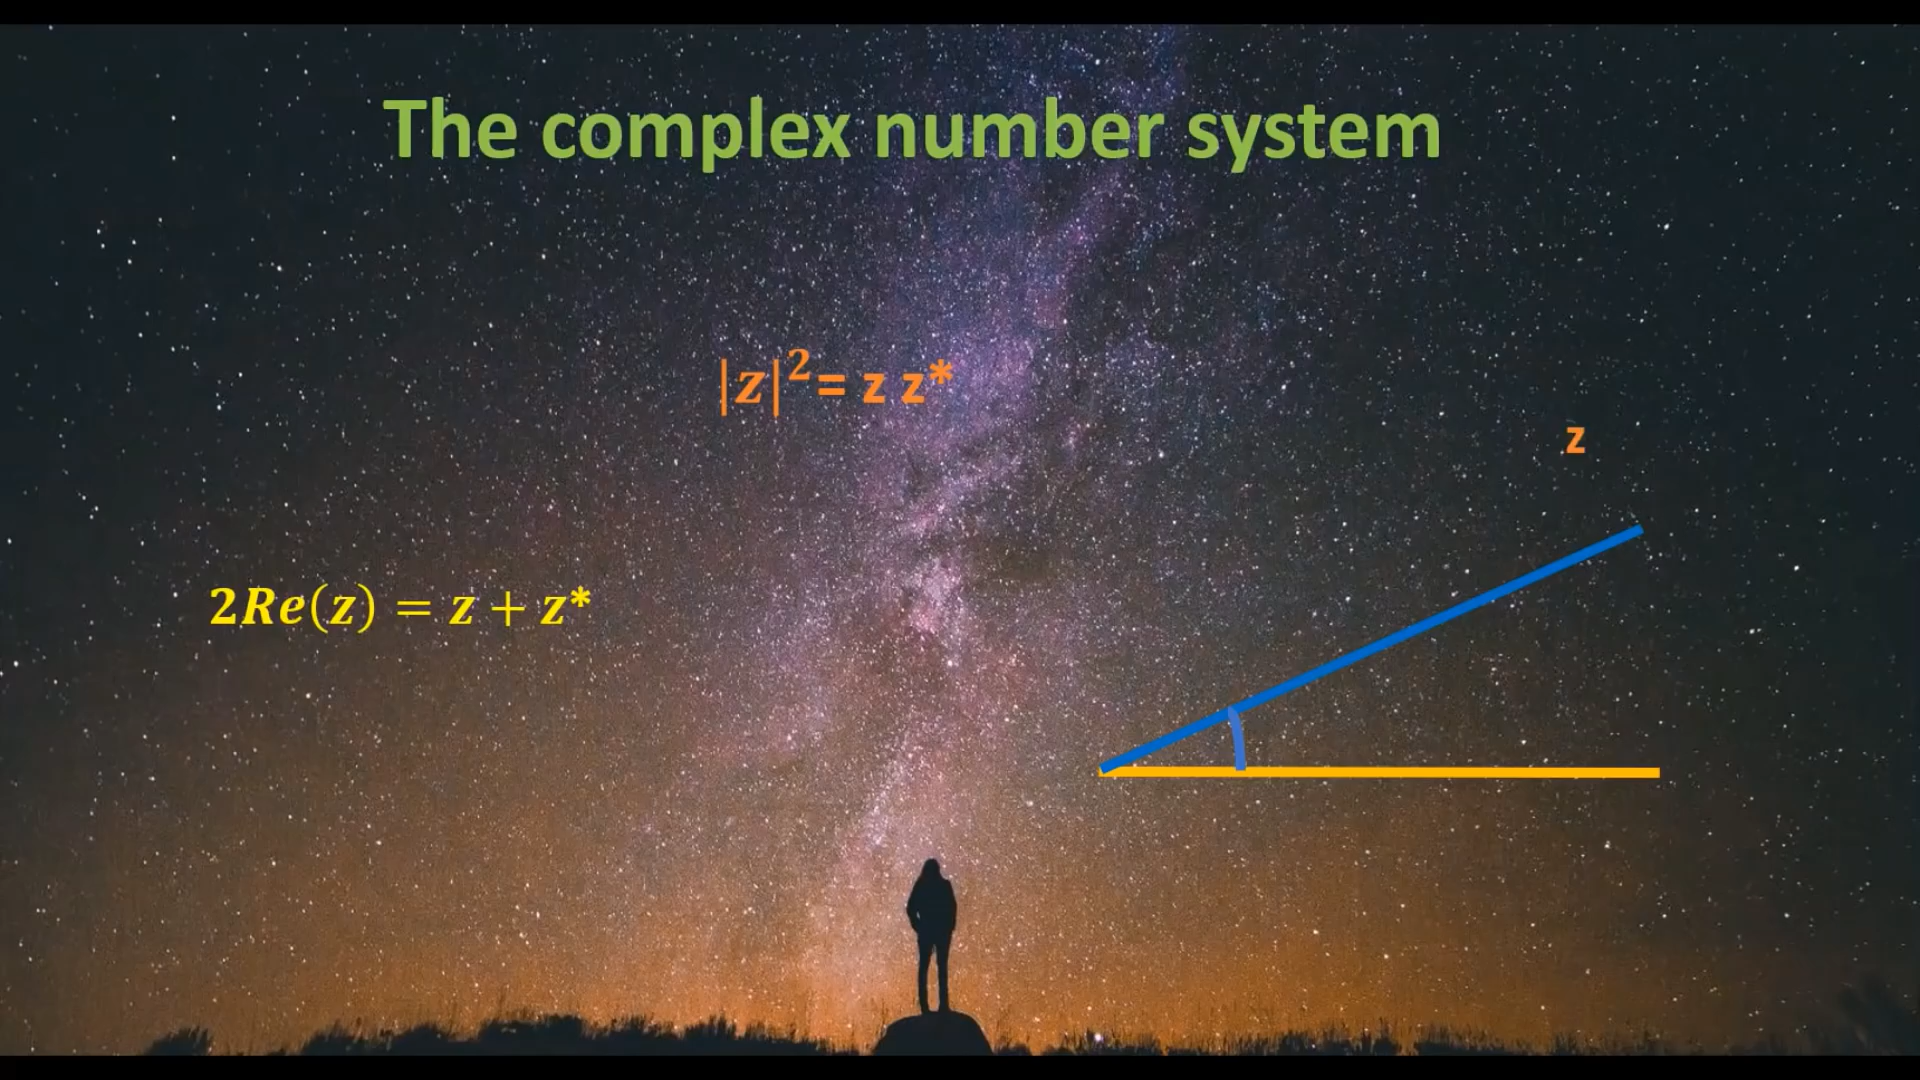 The complex number system
|z|²= z z*
z
2Re(z) = z + z*